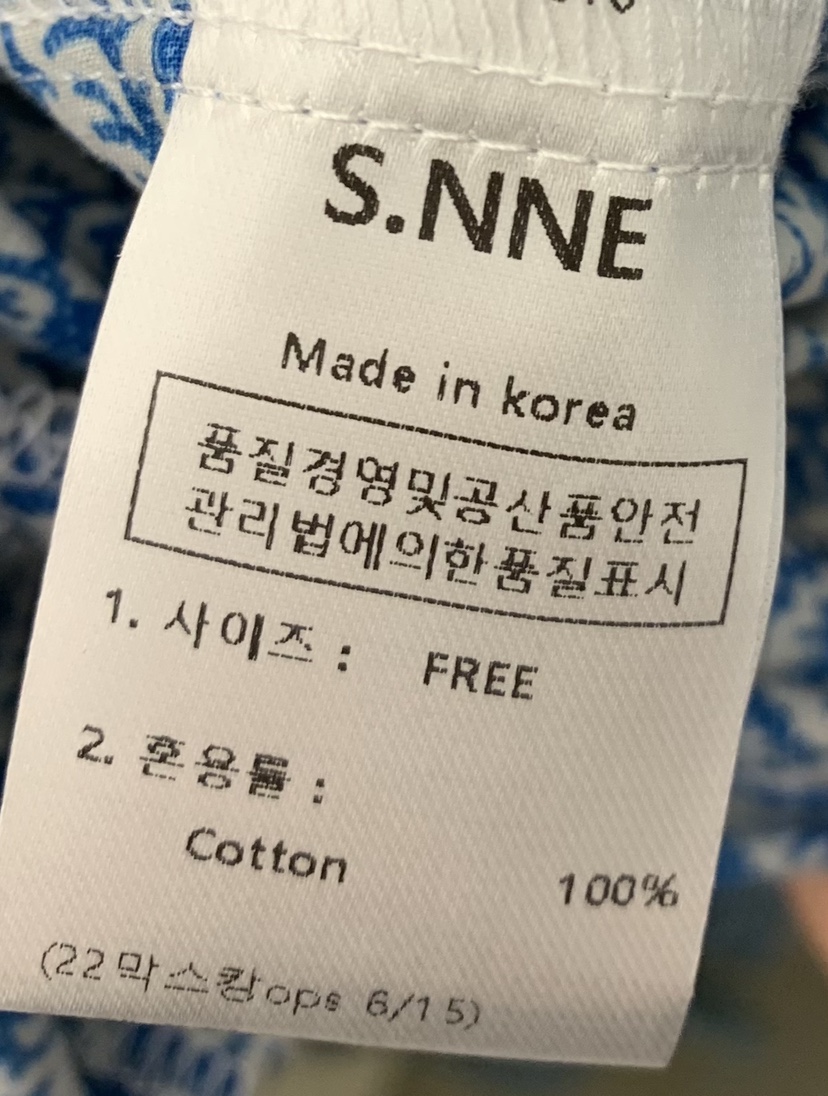 S.NNE
Made in korea
품질경영및공산품안전
관리법에의한품질표시
1. 사이즈 : FREE
2. 혼용률 :
Cotton 100%
(22막스캉ops 6/15)